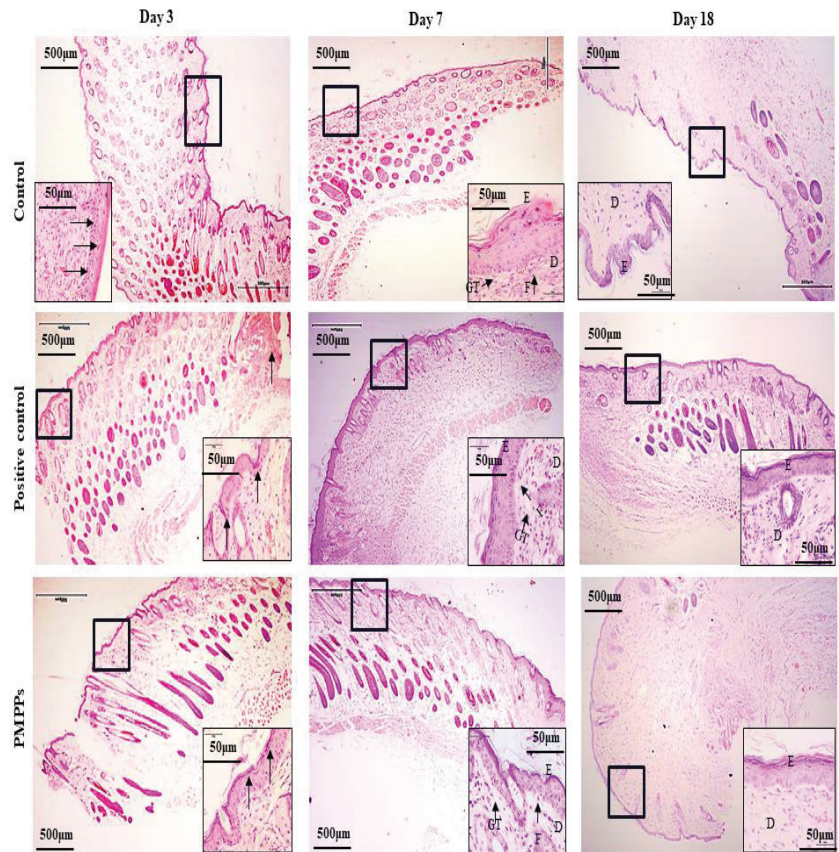 Day 3 Day 7 Day 18
Control
500μm 500μm A 500μm
50μm
50μm
E
D
GT F
D
E
50μm
Positive control
500μm 500μm 500μm
50μm
E
50μm
D
F
GT
E
D
50μm
PMPPs
500μm
50μm
500μm
50μm
E
GT
F
D
500μm
E
D
50μm